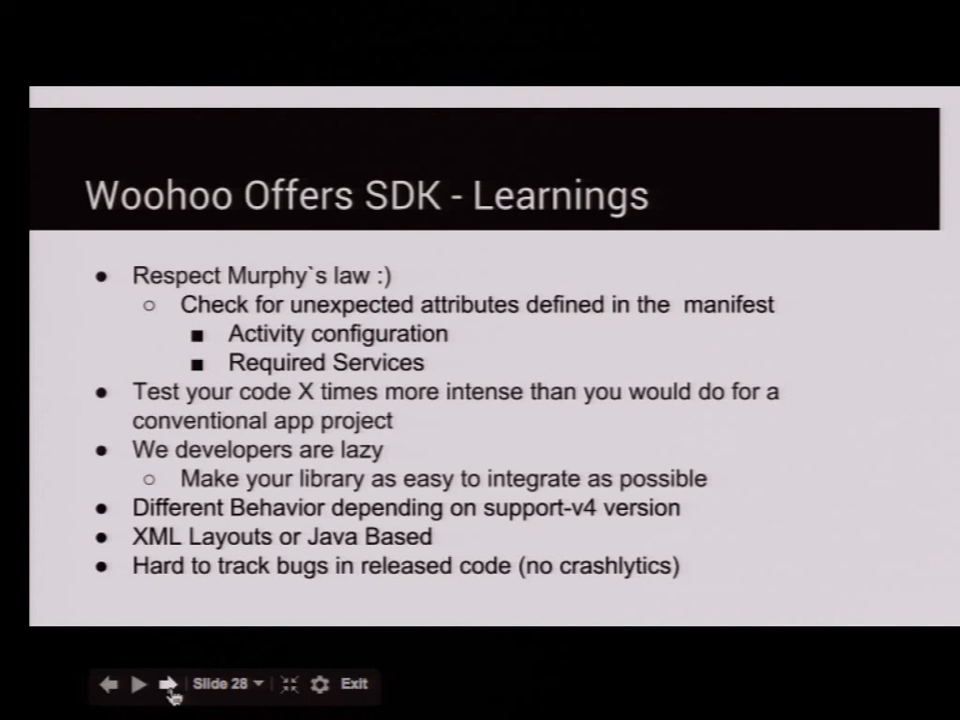 Woohoo Offers SDK - Learnings
● Respect Murphy`s law :)
○ Check for unexpected attributes defined in the manifest
■ Activity configuration
■ Required Services
● Test your code X times more intense than you would do for a
conventional app project
● We developers are lazy
○ Make your library as easy to integrate as possible
● Different Behavior depending on support-v4 version
● XML Layouts or Java Based
● Hard to track bugs in released code (no crashlytics)
Slide 28 Exit